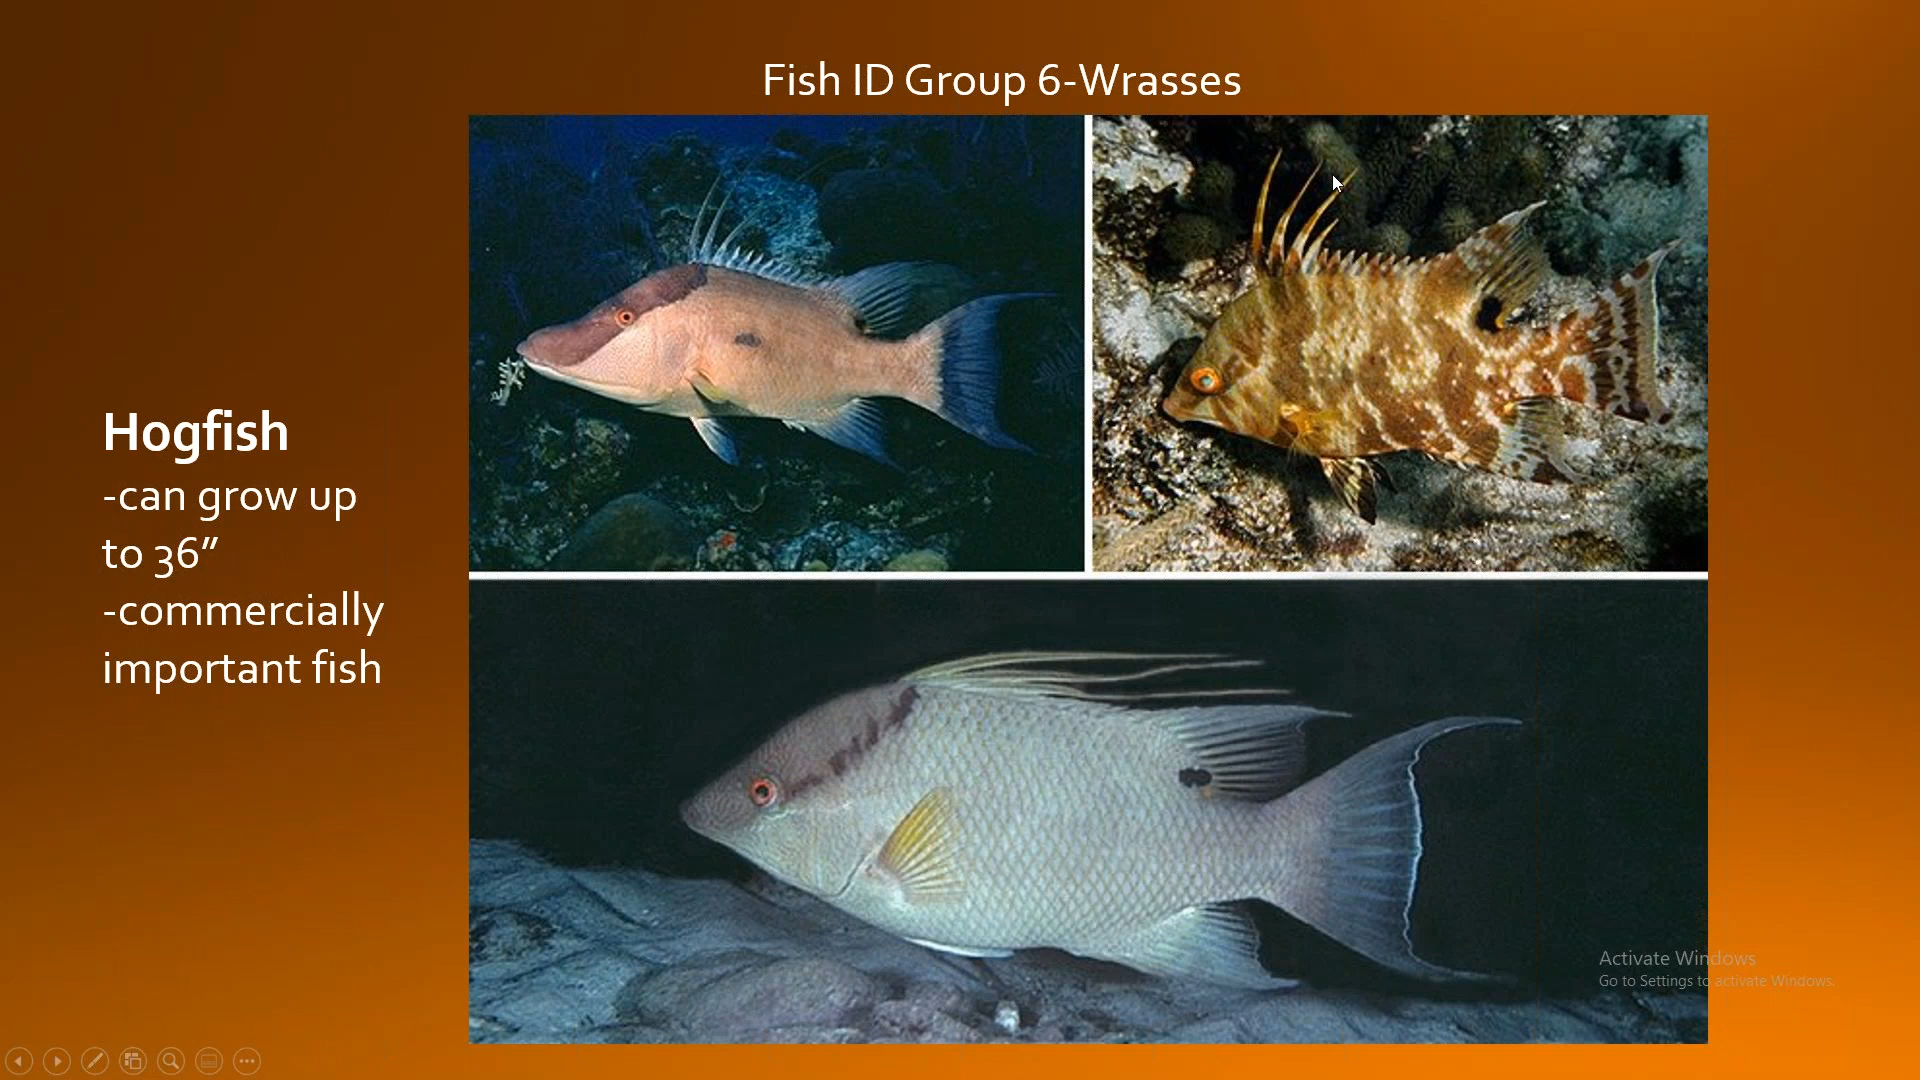 Fish ID Group 6-Wrasses
Hogfish
-can grow up
to 36”
-commercially
important fish
Activate Windows
Go to Settings to activate Windows.